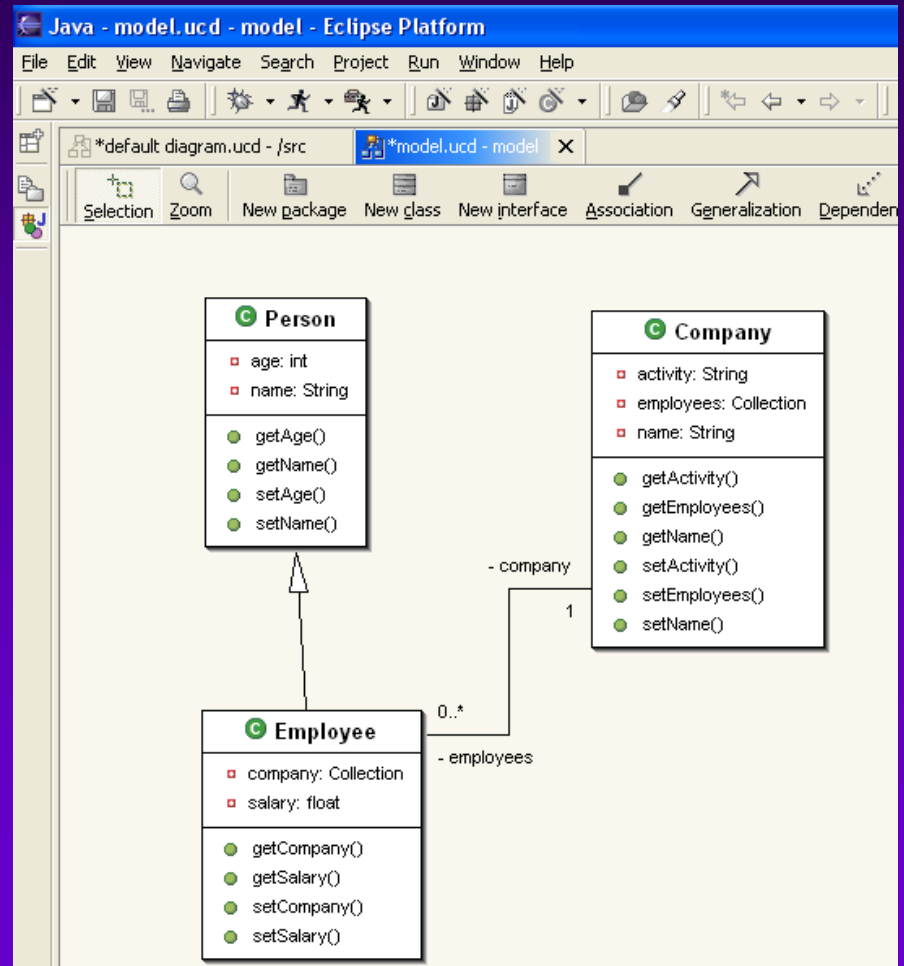 Java - model.ucd - model - Eclipse Platform
File Edit View Navigate Search Project Run Window Help
*default diagram.ucd - /src *model.ucd - model
Selection Zoom New package New class New interface Association Generalization Dependen
Person
age: int
name: String
getAge()
getName()
setAge()
setName()
Company
activity: String
employees: Collection
name: String
getActivity()
getEmployees()
getName()
setActivity()
setEmployees()
setName()
- company
1
0..*
- employees
Employee
company: Collection
salary: float
getCompany()
getSalary()
setCompany()
setSalary()